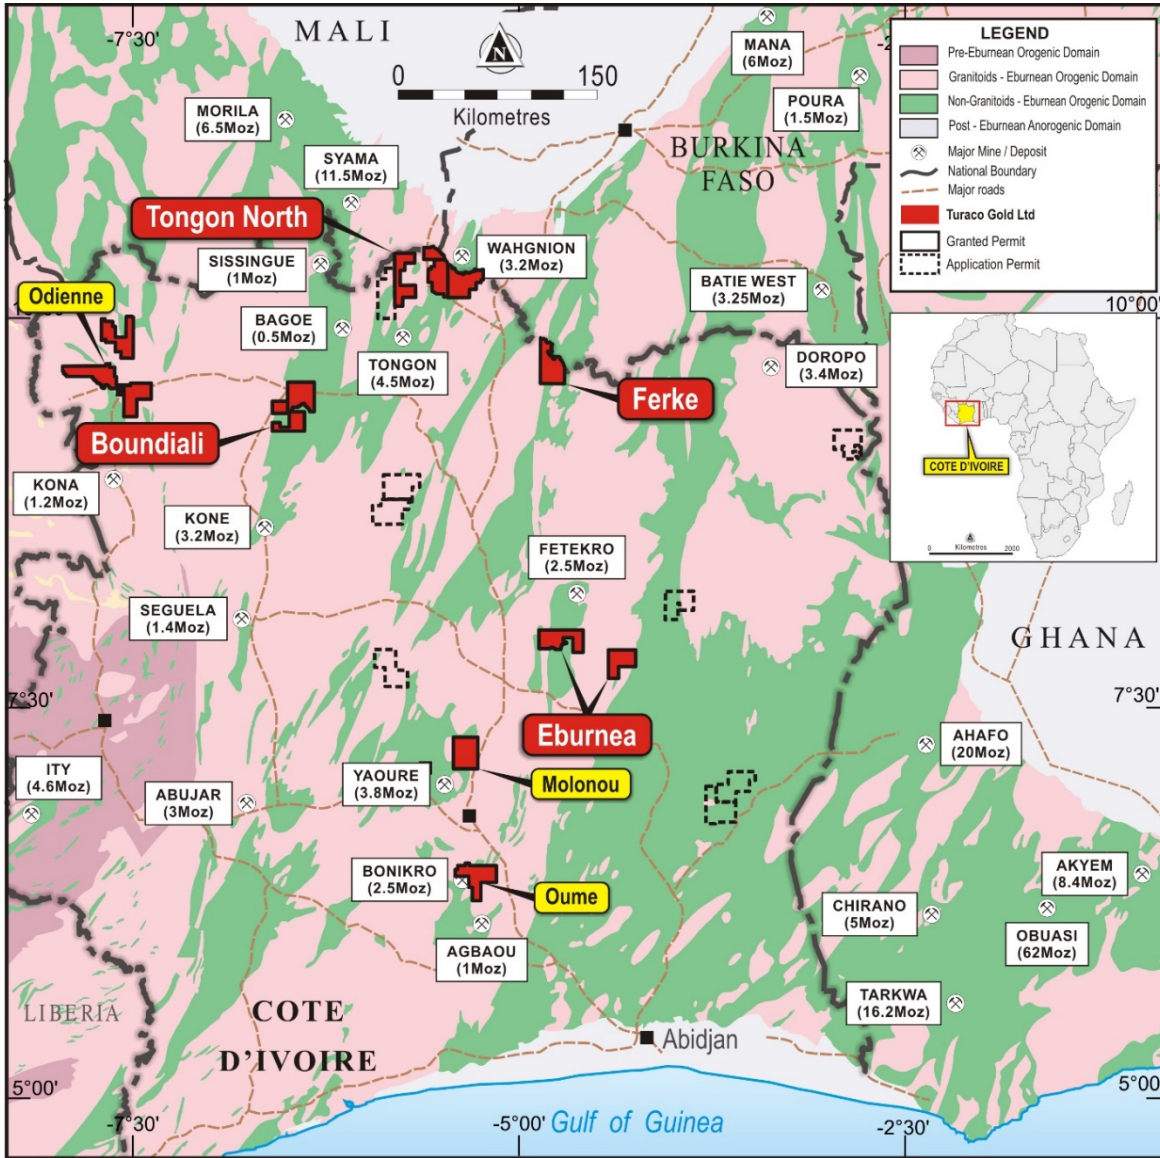 -7°30'
MALI
N
0 150
Kilometres
MANA
(6Moz)
POURA
(1.5Moz)
MORILA
(6.5Moz)
SYAMA
(11.5Moz)
BURKINA
FASO
LEGEND
Pre-Eburnean Orogenic Domain
Granitoids - Eburnean Orogenic Domain
Non-Granitoids - Eburnean Orogenic Domain
Post - Eburnean Anorogenic Domain
Major Mine / Deposit
National Boundary
Major roads
Turaco Gold Ltd
Granted Permit
Application Permit
Tongon North
SISSINGUE
(1Moz)
WAHGNION
(3.2Moz)
BATIE WEST
(3.25Moz)
10°00'
Odienne
BAGOE
(0.5Moz)
TONGON
(4.5Moz)
DOROPO
(3.4Moz)
Ferke
Boundiali
COTE D'IVOIRE
0 Kilometres 2000
KONA
(1.2Moz)
KONE
(3.2Moz)
FETEKRO
(2.5Moz)
SEGUELA
(1.4Moz)
GHANA
7°30'
7°30'
Eburnea
AHAFO
(20Moz)
ITY
(4.6Moz)
ABUJAR
(3Moz)
YAOURE
(3.8Moz)
Molonou
BONIKRO
(2.5Moz)
Oume
AKYEM
(8.4Moz)
CHIRANO
(5Moz)
OBUASI
(62Moz)
AGBAOU
(1Moz)
TARKWA
(16.2Moz)
LIBERIA
COTE
D'IVOIRE
Abidjan
5°00'
5°00'
-7°30'
-5°00'
Gulf of Guinea
-2°30'